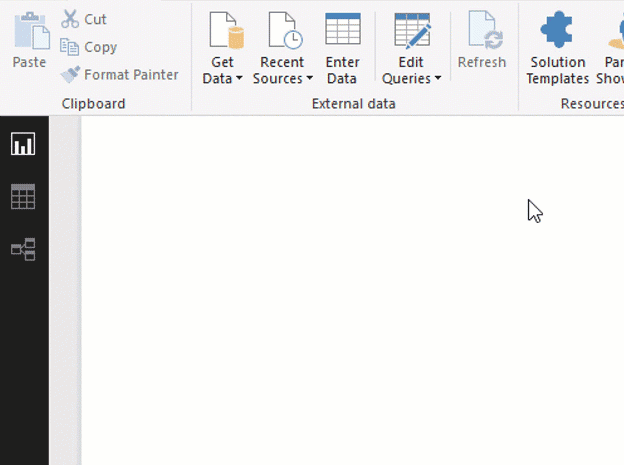 Paste
Cut
Copy
Format Painter
Clipboard
Get
Data
Recent
Sources
Enter
Data
Edit
Queries
Refresh
External data
Solution
Templates
Resources